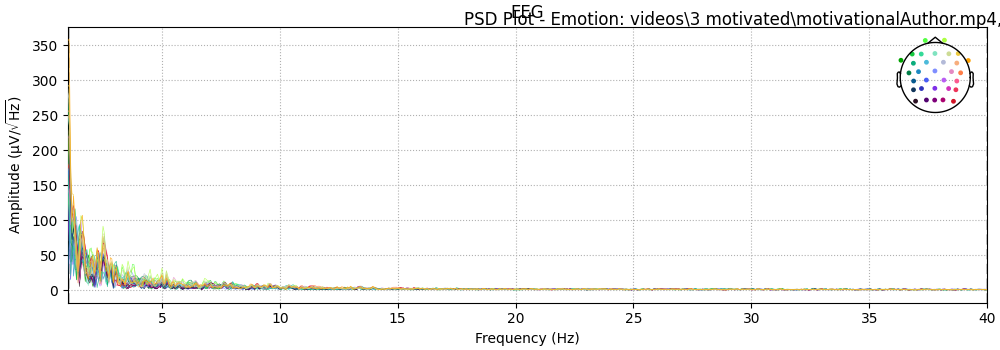 EEG
PSD Plot - Emotion: videos\3 motivated\motivationalAuthor.mp4,
Amplitude (µV/√Hz)
350
300
250
200
150
100
50
0
5 10 15 20 25 30 35 40
Frequency (Hz)